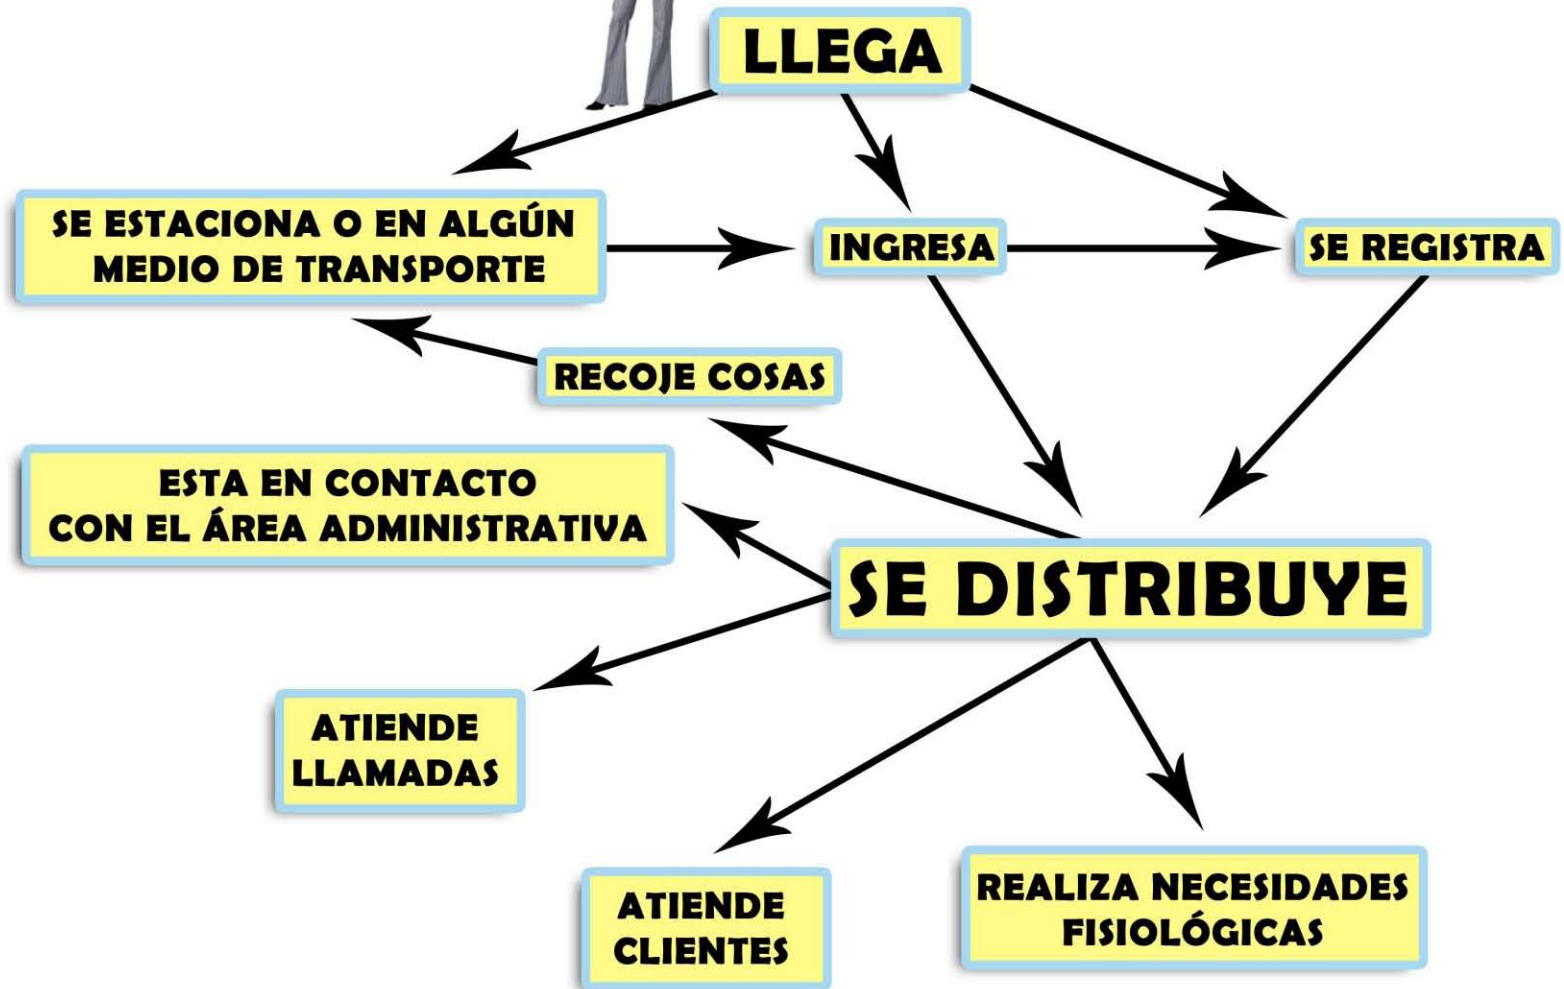 LLEGA
SE ESTACIONA O EN ALGÚN
MEDIO DE TRANSPORTE
INGRESA
SE REGISTRA
RECOJE COSAS
ESTA EN CONTACTO
CON EL ÁREA ADMINISTRATIVA
SE DISTRIBUYE
ATIENDE
LLAMADAS
ATIENDE
CLIENTES
REALIZA NECESIDADES
FISIOLÓGICAS